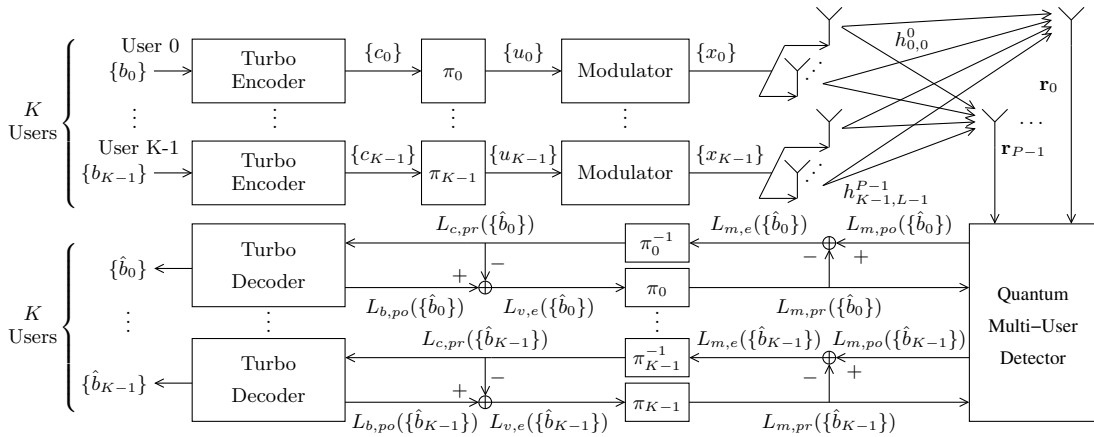 K
Users
User 0
{b_0}
Turbo
Encoder
{c_0}
π_0
{u_0}
Modulator
{x_0}
h^0_{0,0}
r_0
⋮ ⋮ ⋮ ⋮
User K-1
{b_{K−1}}
Turbo
Encoder
{c_{K−1}}
π_{K−1}
{u_{K−1}}
Modulator
{x_{K−1}}
h^{P−1}_{K−1,L−1}
r_{P−1}
...
K
Users
{b̂_0}
Turbo
Decoder
L_{c,pr}({b̂_0})
π_0^{−1}
L_{m,e}({b̂_0})
L_{m,po}({b̂_0})
+ −
− +
L_{b,po}({b̂_0})
L_{v,e}({b̂_0})
π_0
L_{m,pr}({b̂_0})
Quantum
Multi−User
Detector
⋮ ⋮ ⋮
{b̂_{K−1}}
Turbo
Decoder
L_{c,pr}({b̂_{K−1}})
π_{K−1}^{−1}
L_{m,e}({b̂_{K−1}})
L_{m,po}({b̂_{K−1}})
+ −
− +
L_{b,po}({b̂_{K−1}})
L_{v,e}({b̂_{K−1}})
π_{K−1}
L_{m,pr}({b̂_{K−1}})